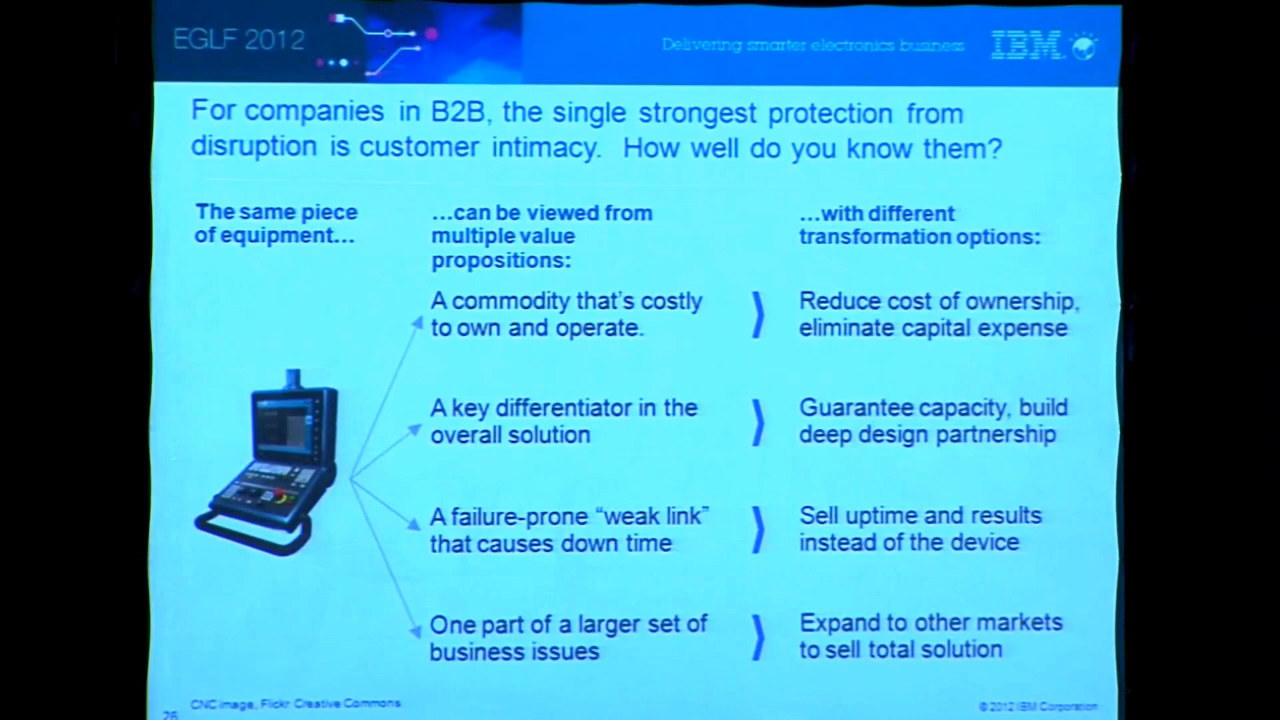 EGLF 2012
Delivering smarter electronics business
IBM
For companies in B2B, the single strongest protection from
disruption is customer intimacy. How well do you know them?
The same piece
of equipment...
...can be viewed from
multiple value
propositions:
...with different
transformation options:
A commodity that's costly
to own and operate.
Reduce cost of ownership,
eliminate capital expense
A key differentiator in the
overall solution
Guarantee capacity, build
deep design partnership
A failure-prone “weak link”
that causes down time
Sell uptime and results
instead of the device
One part of a larger set of
business issues
Expand to other markets
to sell total solution
CNC image, Flickr Creative Commons
26
© 2012 IBM Corporation